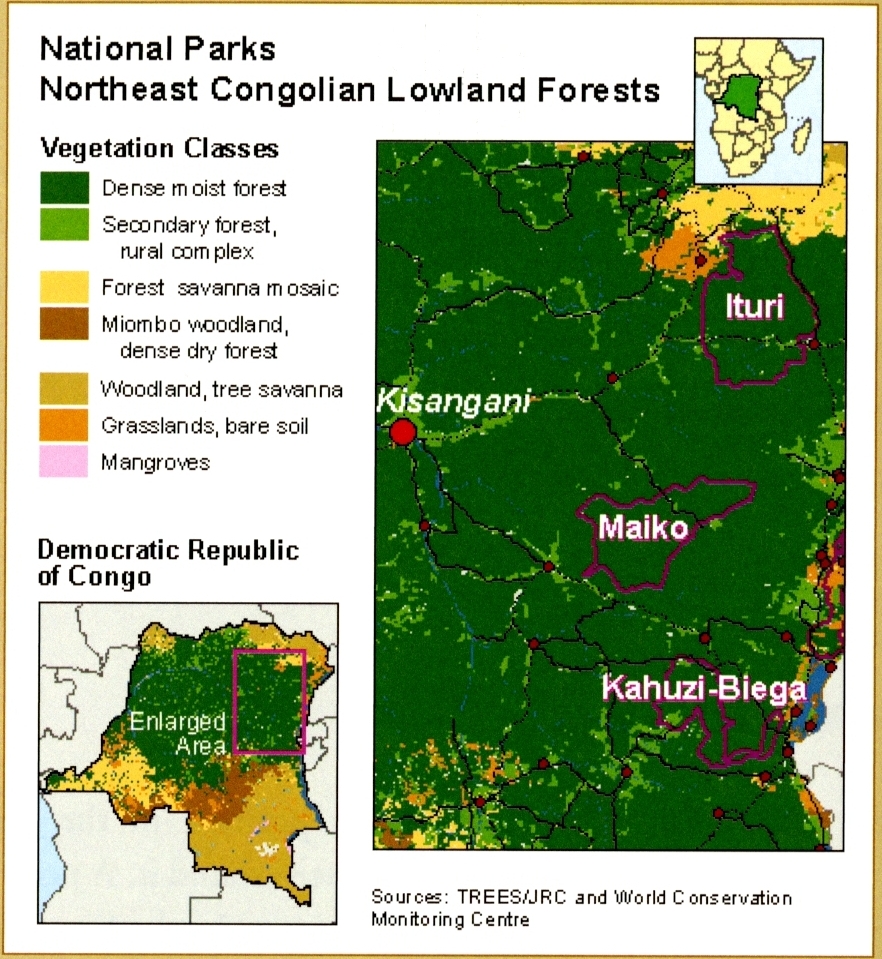 National Parks
Northeast Congolian Lowland Forests
Vegetation Classes
Dense moist forest
Secondary forest,
rural complex
Forest savanna mosaic
Miombo woodland,
dense dry forest
Woodland, tree savanna
Grasslands, bare soil
Mangroves
Democratic Republic
of Congo
Enlarged
Area
Ituri
Kisangani
Maiko
Kahuzi-Biega
Sources: TREES/JRC and World Conservation
Monitoring Centre